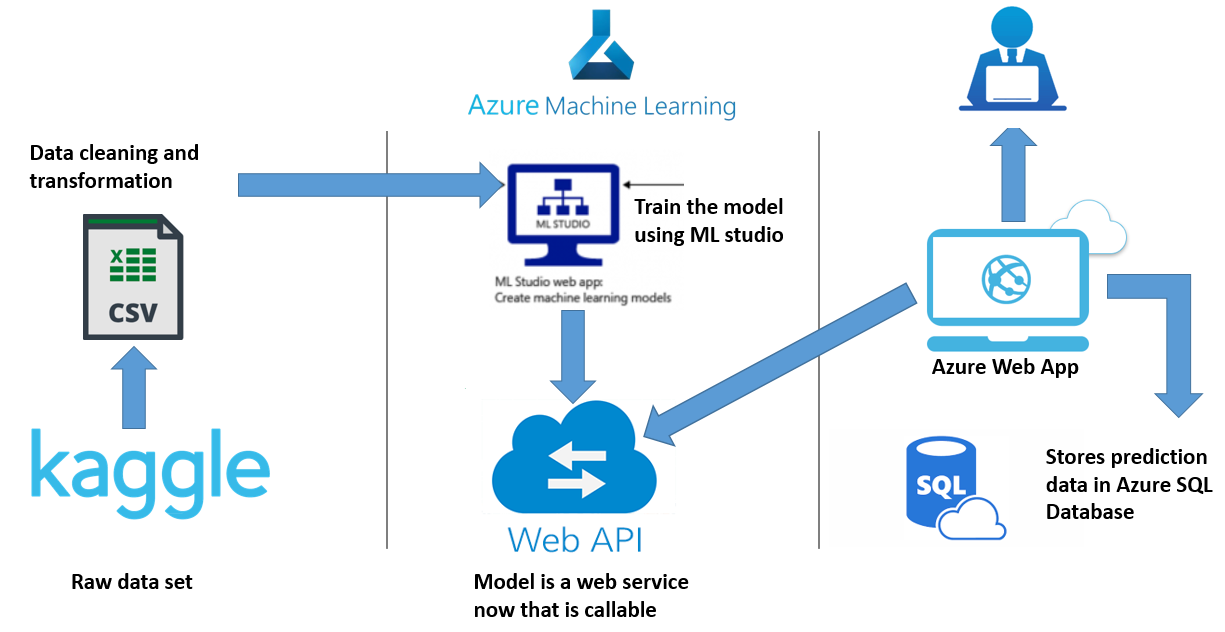 Azure Machine Learning
Data cleaning and
transformation
X
CSV
kaggle
Raw data set
ML STUDIO
Train the model
using ML studio
ML Studio web app:
Create machine learning models
Web API
Model is a web service
now that is callable
Azure Web App
SQL
Stores prediction
data in Azure SQL
Database